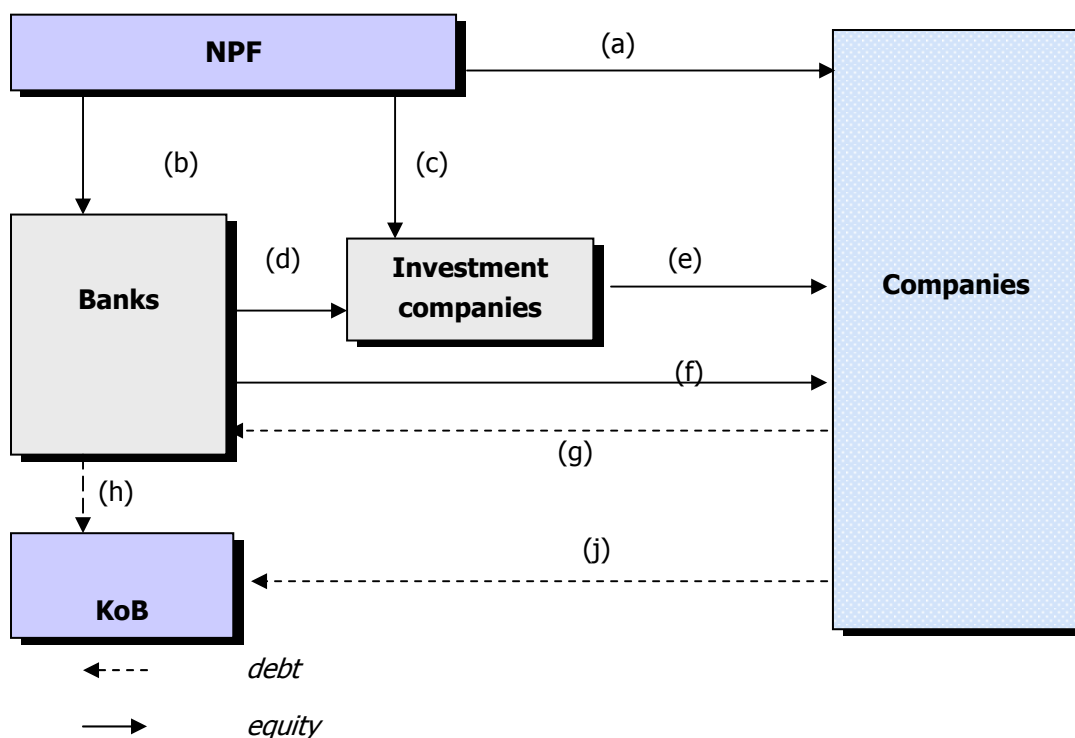 NPF
(a)
(b)
(c)
Banks
(d)
Investment
companies
(e)
Companies
(f)
(g)
(h)
KoB
(j)
debt
equity